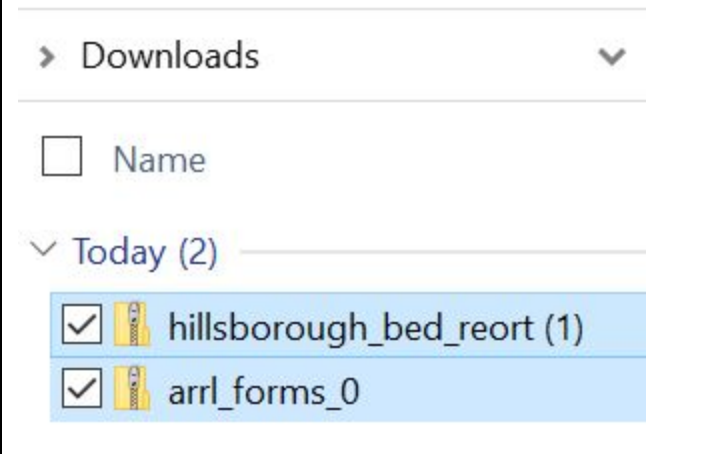 Downloads
Name
Today (2)
hillsborough_bed_reort (1)
arrl_forms_0